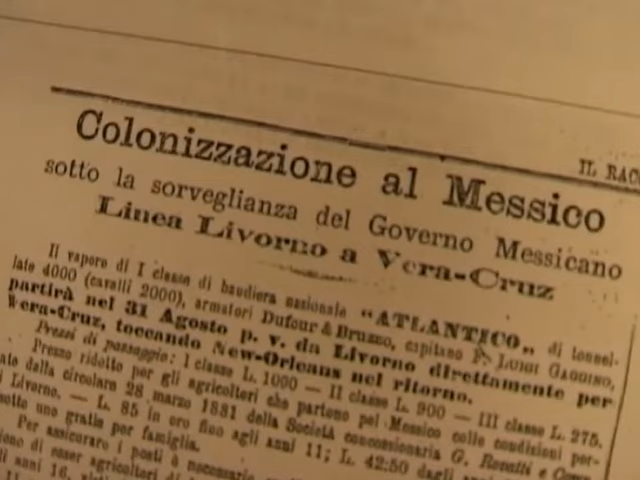 IL RAC
Colonizzazione al Messico
sotto la sorveglianza del Governo Messicano
Linea Livorno a Vera-Cruz
Il vapore di I classe di bandiera nazionale "ATLANTICO„ di tonnel-
late 4000 (cavalli 2000), armatori Dufour & Bruzzo, capitano LUIGI GAGGINO,
partirà nel 31 Agosto p. v. da Livorno direttamente per
Vera-Cruz, toccando New-Orleans nel ritorno.
Prezzi di passaggio: I classe L. 1000 — II classe L. 900 — III classe L. 275.
Prezzo ridotto per gli agricoltori che partono pel Messico colle condizioni por-
tate dalla circolare 28 marzo 1881 della Società concessionaria G.
Livorno. — L. 85 in oro fino agli anni 11; L. 42:50 dagli
uno gratis per famiglia.
Per assicurare i posti è necessario
di esser agricoltori di
anni 16,